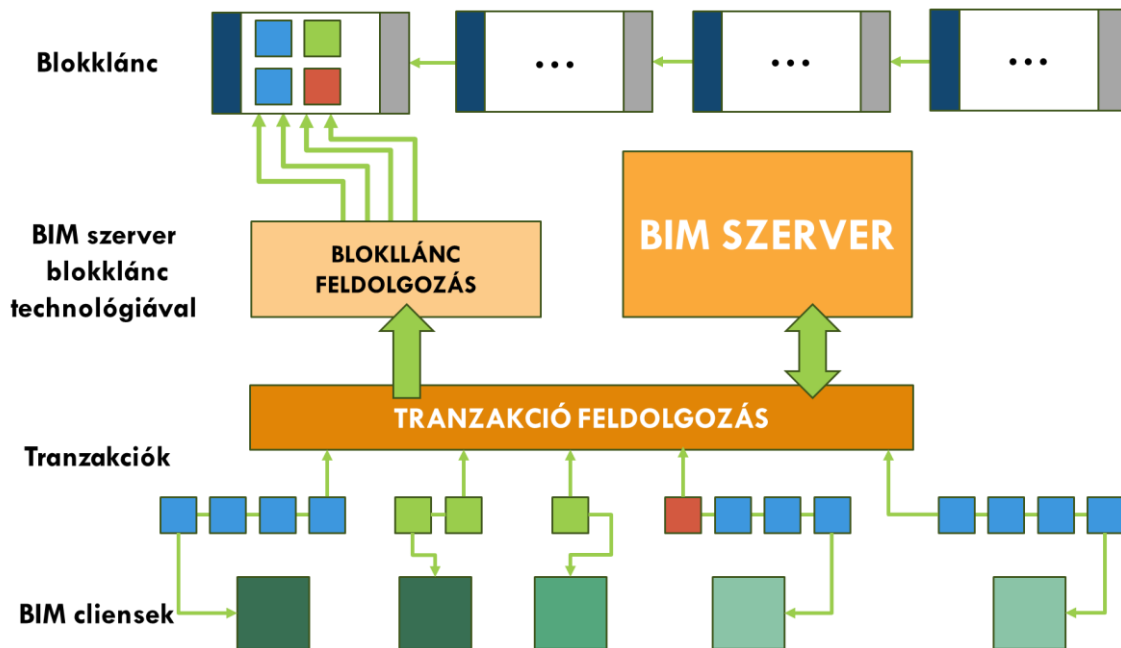 Blokklánc
...
...
...
BIM szerver
blokklánc
technológiával
BLOKLLÁNC
FELDOLGOZÁS
BIM SZERVER
TRANZAKCIÓ FELDOLGOZÁS
Tranzakciók
BIM cliensek